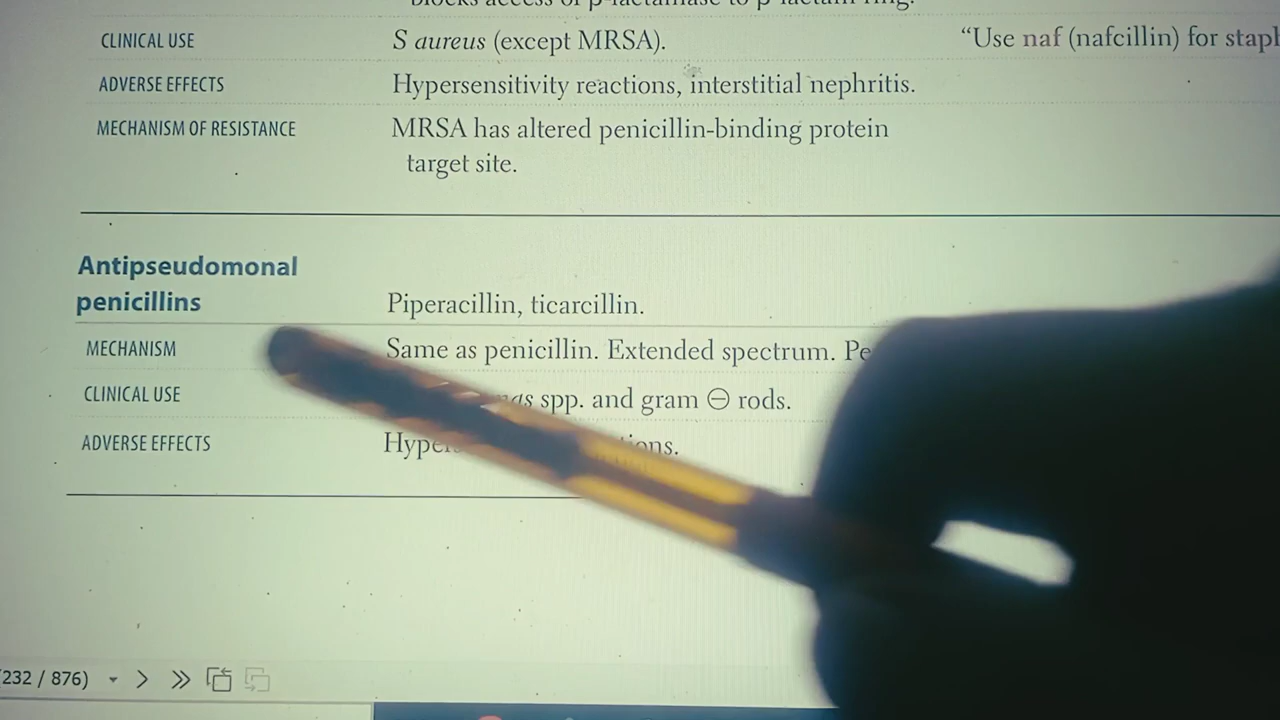 CLINICAL USE S aureus (except MRSA). “Use naf (nafcillin) for
ADVERSE EFFECTS Hypersensitivity reactions, interstitial nephritis.
MECHANISM OF RESISTANCE MRSA has altered penicillin-binding protein
target site.
Antipseudomonal
penicillins Piperacillin, ticarcillin.
MECHANISM Same as penicillin. Extended spectrum.
CLINICAL USE spp. and gram ⊖ rods.
ADVERSE EFFECTS
232 / 876)